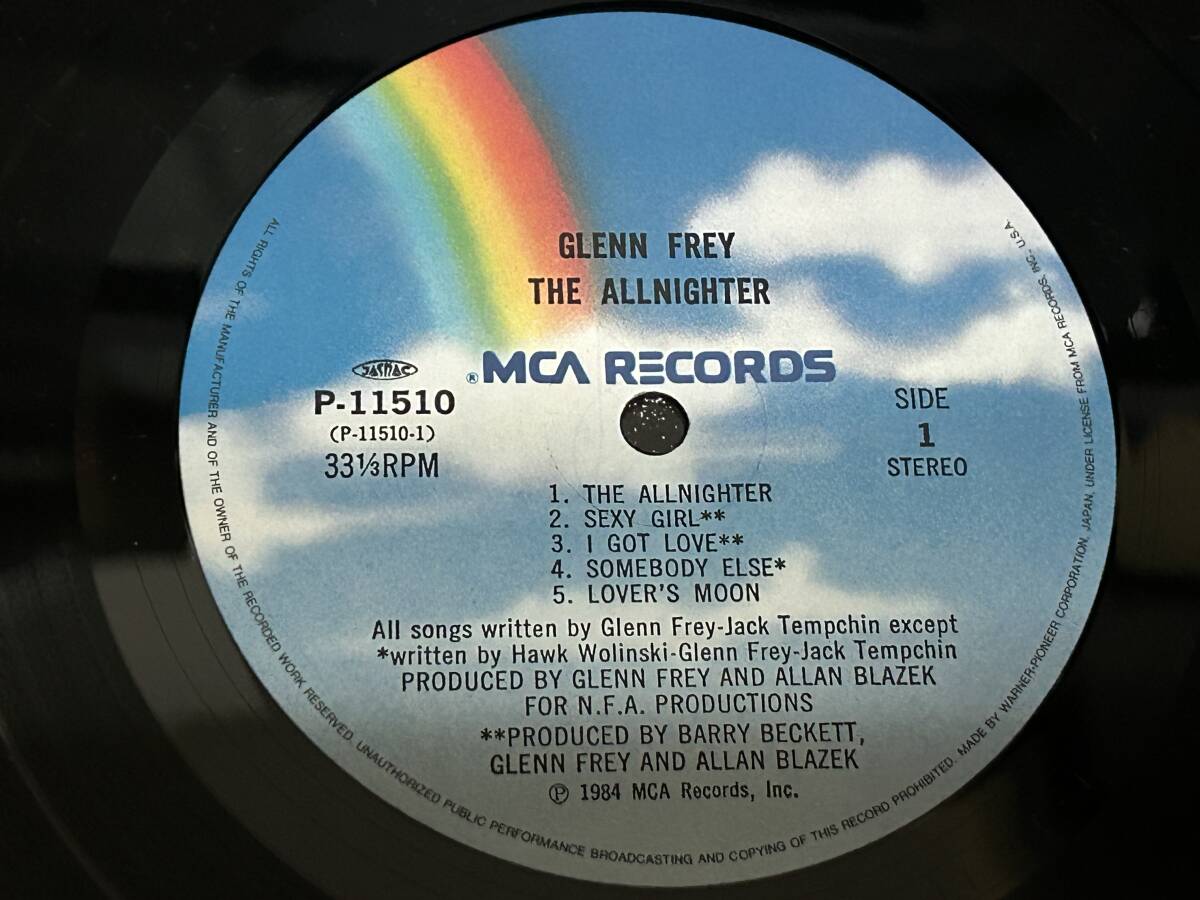 GLENN FREY
THE ALLNIGHTER
® MCA RECORDS
JASRAC
P-11510
(P-11510-1)
33⅓RPM
SIDE
1
STEREO
1. THE ALLNIGHTER
2. SEXY GIRL**
3. I GOT LOVE**
4. SOMEBODY ELSE*
5. LOVER'S MOON
All songs written by Glenn Frey-Jack Tempchin except
*written by Hawk Wolinski-Glenn Frey-Jack Tempchin
PRODUCED BY GLENN FREY AND ALLAN BLAZEK
FOR N.F.A. PRODUCTIONS
**PRODUCED BY BARRY BECKETT,
GLENN FREY AND ALLAN BLAZEK
℗ 1984 MCA Records, Inc.
ALL RIGHTS OF THE MANUFACTURER AND OF THE OWNER OF THE RECORDED WORK RESERVED. UNAUTHORIZED PUBLIC PERFORMANCE BROADCASTING AND COPYING OF THIS RECORD PROHIBITED. MADE BY WARNER-PIONEER CORPORATION, JAPAN, UNDER LICENSE FROM MCA RECORDS, INC., U.S.A.